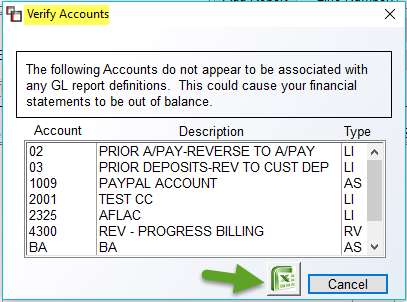 Verify Accounts
The following Accounts do not appear to be associated with
any GL report definitions. This could cause your financial
statements to be out of balance.
Account Description Type
02 PRIOR A/PAY-REVERSE TO A/PAY LI
03 PRIOR DEPOSITS-REV TO CUST DEP LI
1009 PAYPAL ACCOUNT AS
2001 TEST CC LI
2325 AFLAC LI
4300 REV - PROGRESS BILLING RV
BA BA AS
Cancel